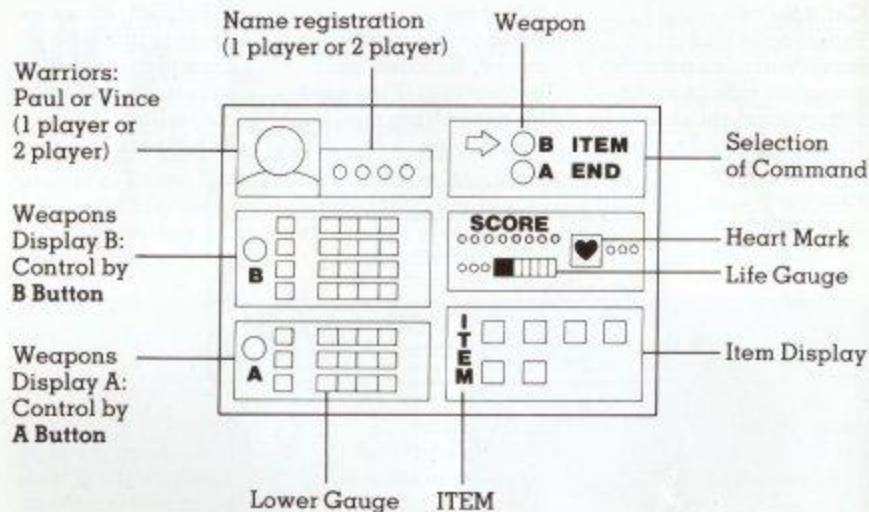 Name registration
(1 player or 2 player)
Weapon
Warriors:
Paul or Vince
(1 player or
2 player)
B ITEM
A END
Selection
of Command
Weapons
Display B:
Control by
B Button
B
SCORE
Heart Mark
Life Gauge
Weapons
Display A:
Control by
A Button
A
ITEM
Item Display
Lower Gauge
ITEM